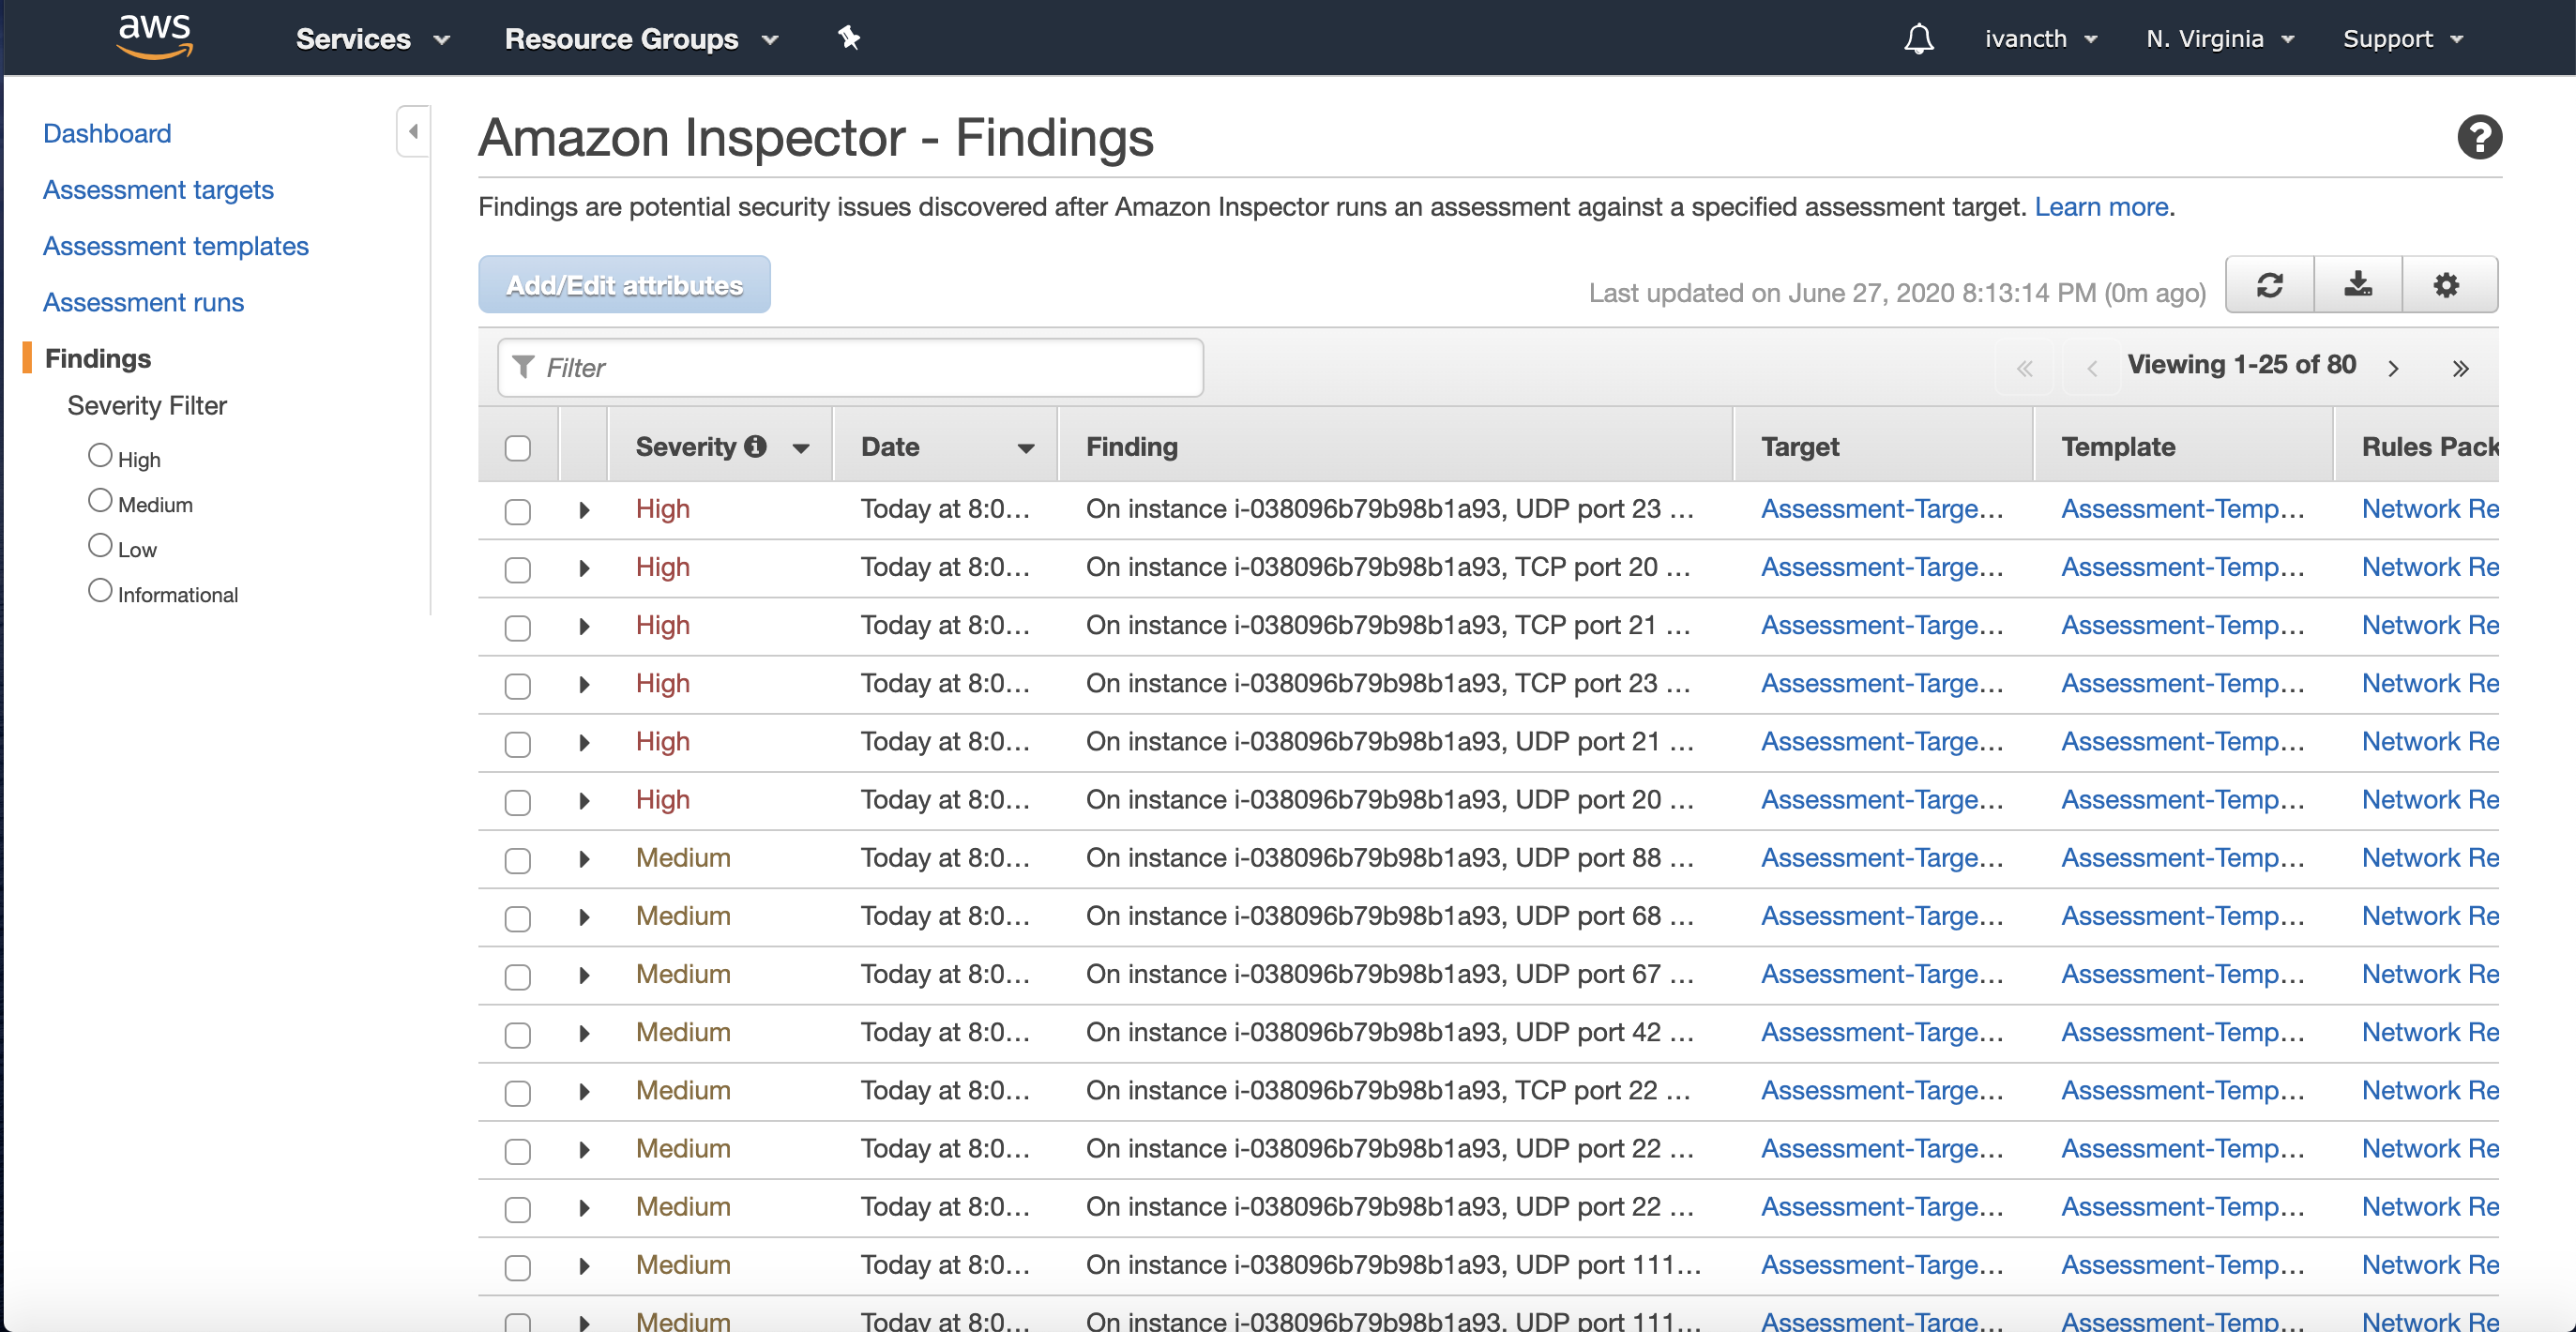 aws Services Resource Groups ivancth N. Virginia Support
Dashboard
Assessment targets
Assessment templates
Assessment runs
Findings
Severity Filter
High
Medium
Low
Informational
Amazon Inspector - Findings
Findings are potential security issues discovered after Amazon Inspector runs an assessment against a specified assessment target. Learn more.
Add/Edit attributes
Last updated on June 27, 2020 8:13:14 PM (0m ago)
Filter
Viewing 1-25 of 80
Severity Date Finding Target Template Rules Pack
High Today at 8:0... On instance i-038096b79b98b1a93, UDP port 23 ... Assessment-Targe... Assessment-Temp... Network Re
High Today at 8:0... On instance i-038096b79b98b1a93, TCP port 20 ... Assessment-Targe... Assessment-Temp... Network Re
High Today at 8:0... On instance i-038096b79b98b1a93, TCP port 21 ... Assessment-Targe... Assessment-Temp... Network Re
High Today at 8:0... On instance i-038096b79b98b1a93, TCP port 23 ... Assessment-Targe... Assessment-Temp... Network Re
High Today at 8:0... On instance i-038096b79b98b1a93, UDP port 21 ... Assessment-Targe... Assessment-Temp... Network Re
High Today at 8:0... On instance i-038096b79b98b1a93, UDP port 20 ... Assessment-Targe... Assessment-Temp... Network Re
Medium Today at 8:0... On instance i-038096b79b98b1a93, UDP port 88 ... Assessment-Targe... Assessment-Temp... Network Re
Medium Today at 8:0... On instance i-038096b79b98b1a93, UDP port 68 ... Assessment-Targe... Assessment-Temp... Network Re
Medium Today at 8:0... On instance i-038096b79b98b1a93, UDP port 67 ... Assessment-Targe... Assessment-Temp... Network Re
Medium Today at 8:0... On instance i-038096b79b98b1a93, UDP port 42 ... Assessment-Targe... Assessment-Temp... Network Re
Medium Today at 8:0... On instance i-038096b79b98b1a93, TCP port 22 ... Assessment-Targe... Assessment-Temp... Network Re
Medium Today at 8:0... On instance i-038096b79b98b1a93, UDP port 22 ... Assessment-Targe... Assessment-Temp... Network Re
Medium Today at 8:0... On instance i-038096b79b98b1a93, UDP port 22 ... Assessment-Targe... Assessment-Temp... Network Re
Medium Today at 8:0... On instance i-038096b79b98b1a93, UDP port 111... Assessment-Targe... Assessment-Temp... Network Re
Medium Today at 8:0... On instance i-038096b79b98b1a93, UDP port 111... Assessment-Targe... Assessment-Temp... Network Re